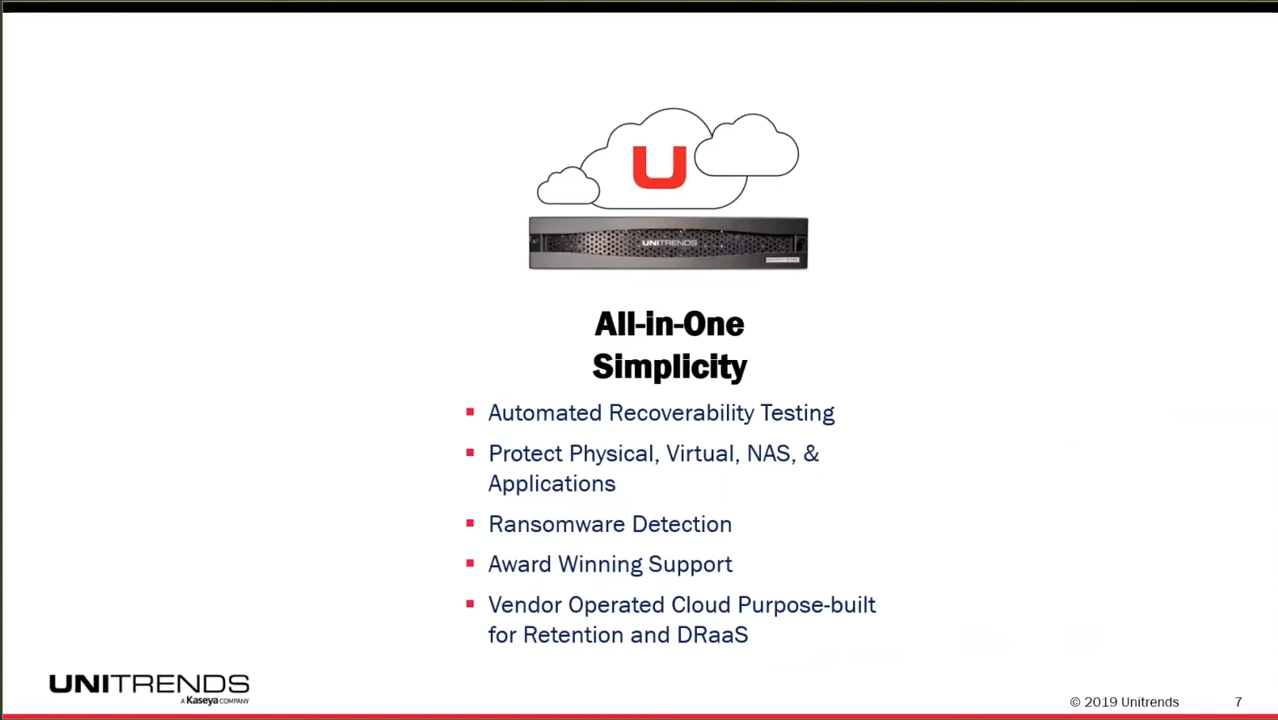 U
UNITRENDS
All-in-One
Simplicity
▪ Automated Recoverability Testing
▪ Protect Physical, Virtual, NAS, &
Applications
▪ Ransomware Detection
▪ Award Winning Support
▪ Vendor Operated Cloud Purpose-built
for Retention and DRaaS
UNITRENDS
A Kaseya COMPANY
© 2019 Unitrends 7